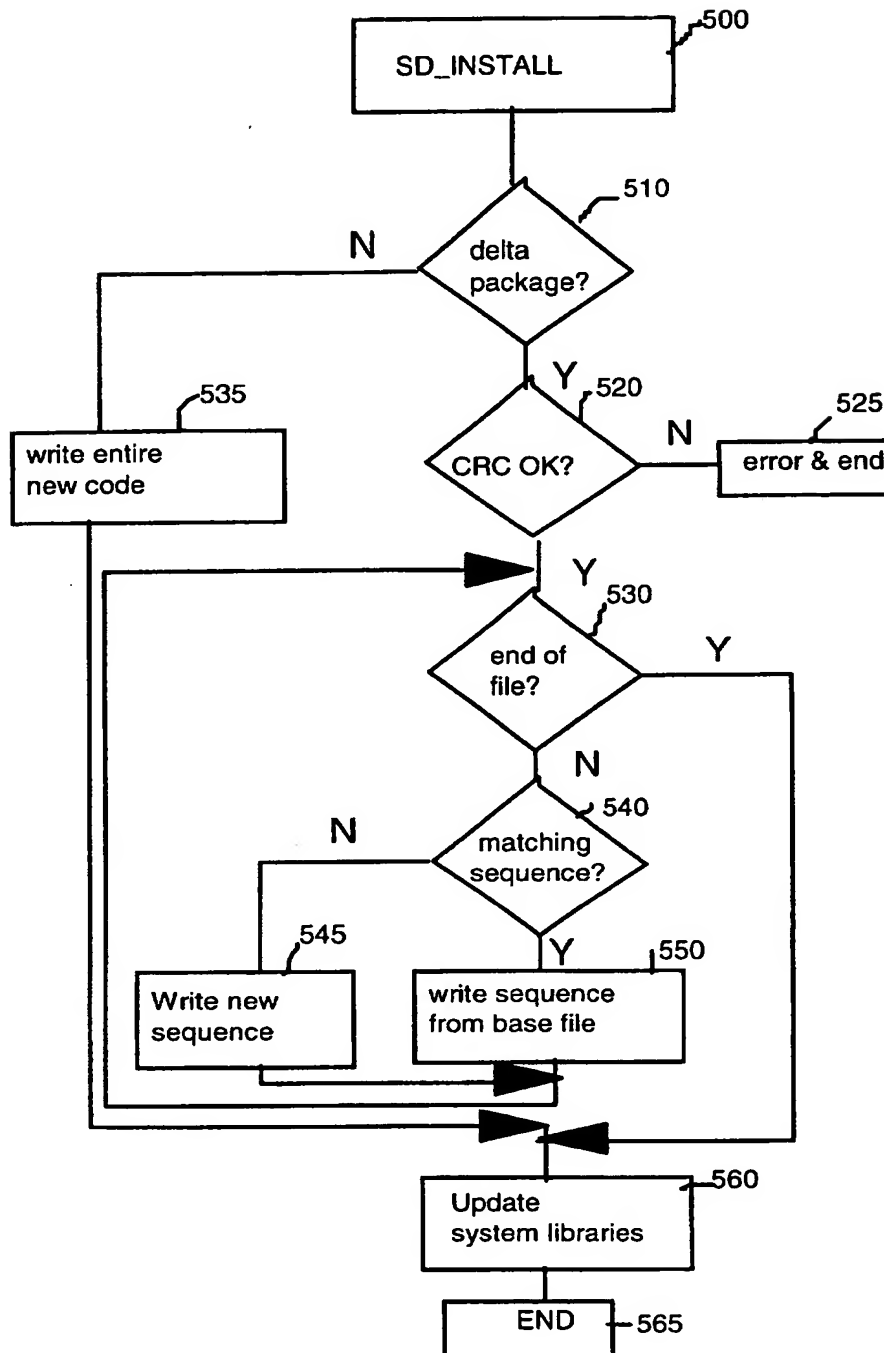 500
SD_INSTALL
510
N
delta
package?
Y
520
535
525
N
write entire
new code
CRC OK?
error & end
Y
530
end of
file?
Y
N
540
N
matching
sequence?
545
Y
550
Write new
sequence
write sequence
from base file
560
Update
system libraries
END
565